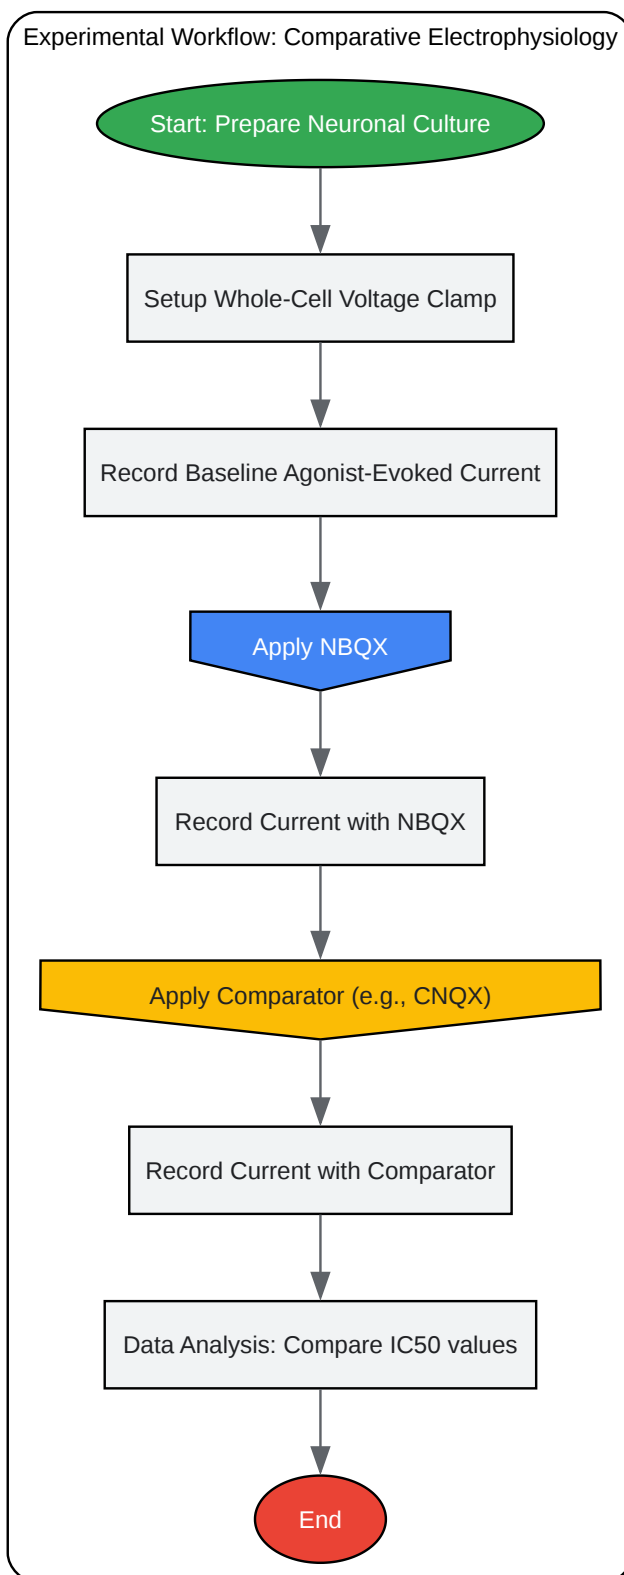 Experimental Workflow: Comparative Electrophysiology
Start: Prepare Neuronal Culture
Setup Whole-Cell Voltage Clamp
Record Baseline Agonist-Evoked Current
Apply NBQX
Record Current with NBQX
Apply Comparator (e.g., CNQX)
Record Current with Comparator
Data Analysis: Compare IC50 values
End